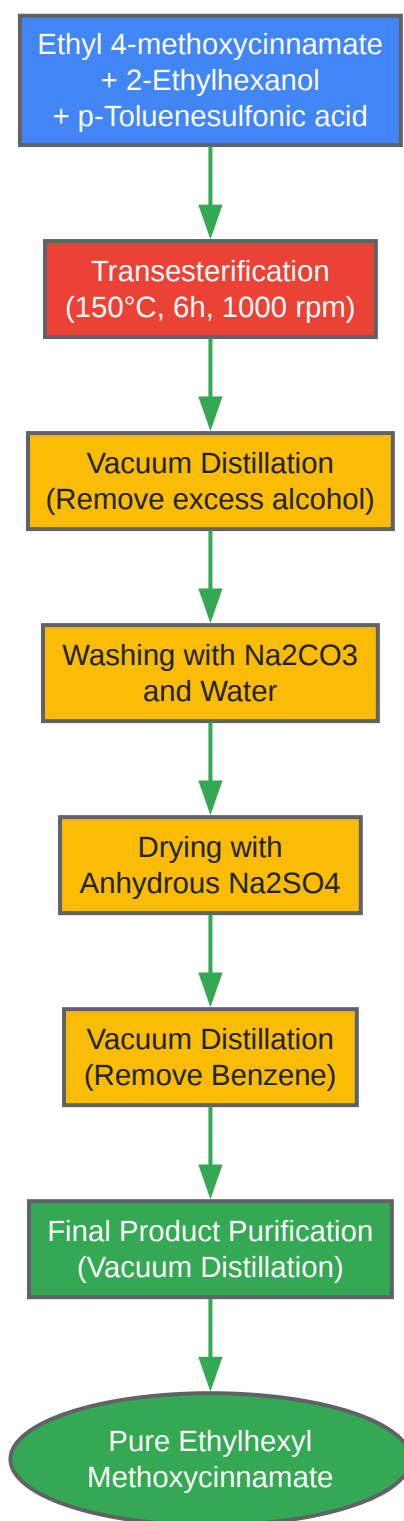 Ethyl 4-methoxycinnamate
+ 2-Ethylhexanol
+ p-Toluenesulfonic acid
Transesterification
(150°C, 6h, 1000 rpm)
Vacuum Distillation
(Remove excess alcohol)
Washing with Na2CO3
and Water
Drying with
Anhydrous Na2SO4
Vacuum Distillation
(Remove Benzene)
Final Product Purification
(Vacuum Distillation)
Pure Ethylhexyl
Methoxycinnamate